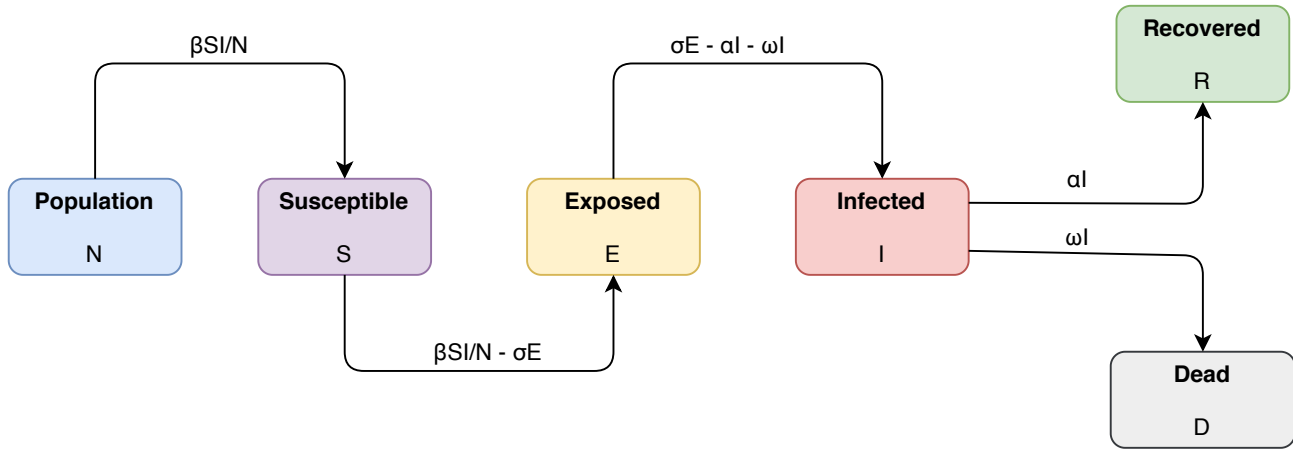 βSI/N
σE - αI - ωI
Recovered
R
Population
N
Susceptible
S
Exposed
E
Infected
I
αI
ωI
βSI/N - σE
Dead
D